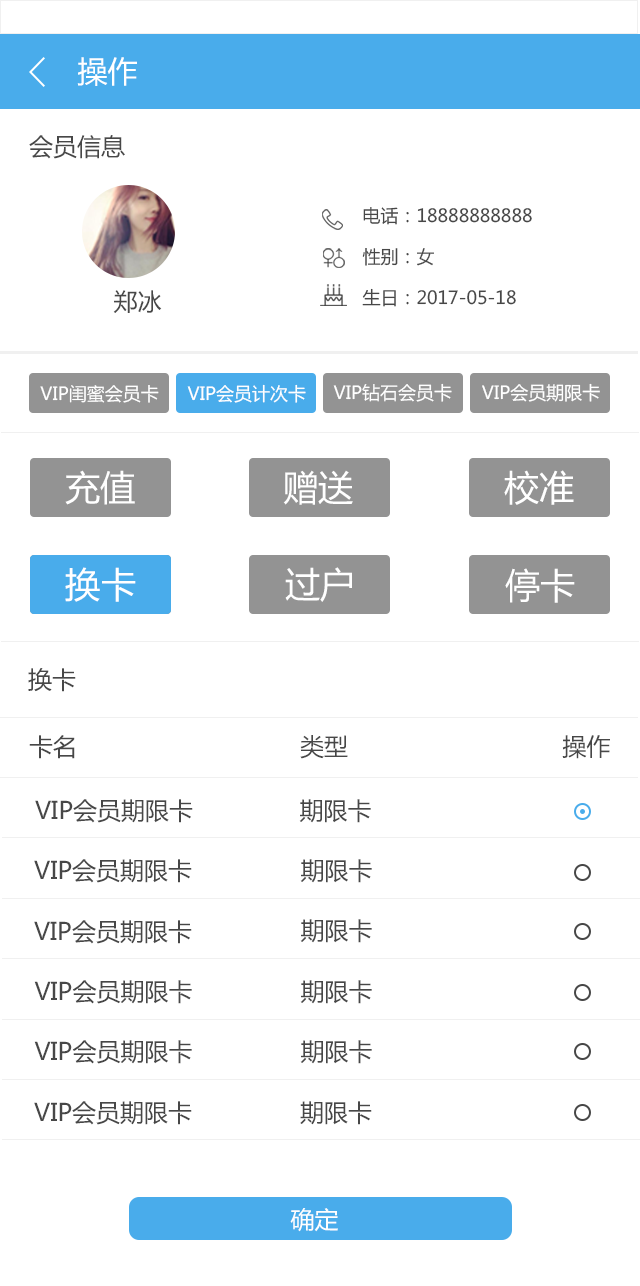 操作
会员信息
郑冰
电话：18888888888
性别：女
生日：2017-05-18
VIP闺蜜会员卡 VIP会员计次卡 VIP钻石会员卡 VIP会员期限卡
充值 赠送 校准
换卡 过户 停卡
换卡
卡名 类型 操作
VIP会员期限卡 期限卡
VIP会员期限卡 期限卡
VIP会员期限卡 期限卡
VIP会员期限卡 期限卡
VIP会员期限卡 期限卡
VIP会员期限卡 期限卡
确定